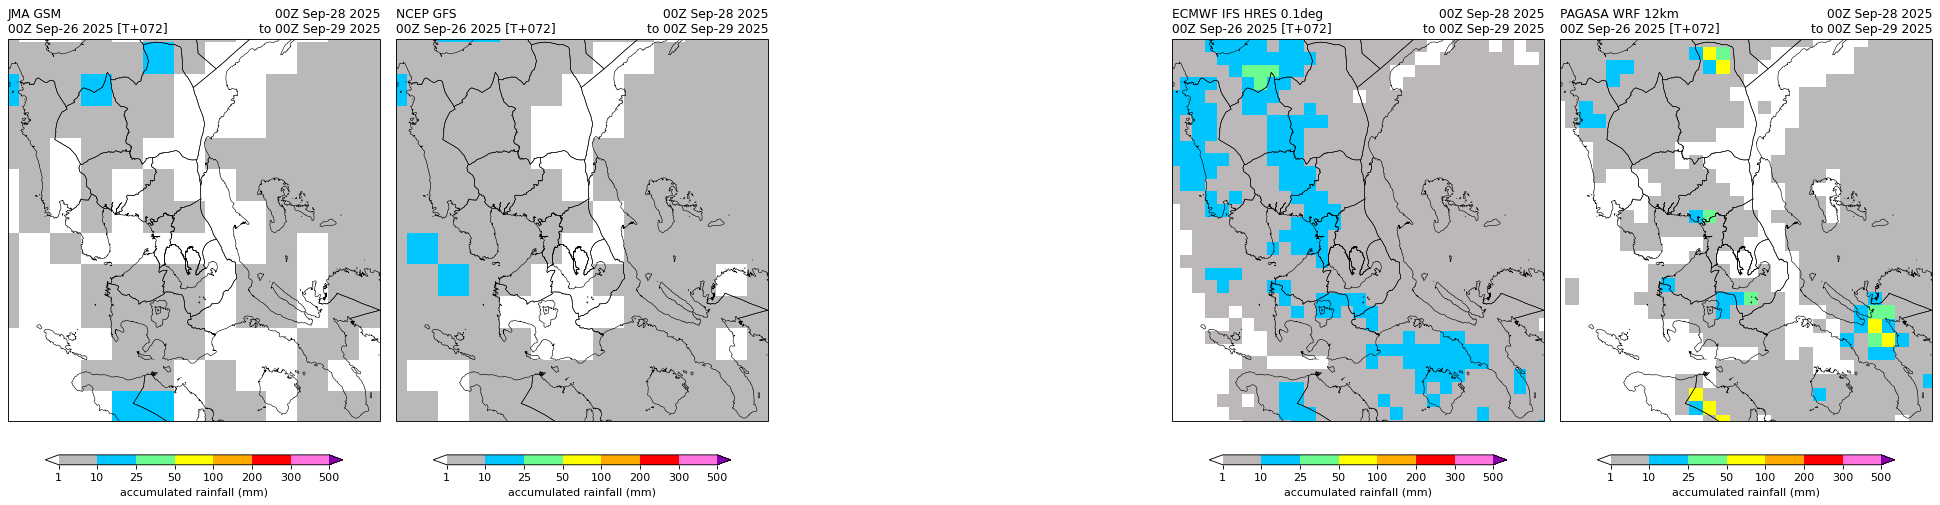 JMA GSM 00Z Sep-28 2025
00Z Sep-26 2025 [T+072] to 00Z Sep-29 2025
1 10 25 50 100 200 300 500
accumulated rainfall (mm)
NCEP GFS 00Z Sep-28 2025
00Z Sep-26 2025 [T+072] to 00Z Sep-29 2025
1 10 25 50 100 200 300 500
accumulated rainfall (mm)
ECMWF IFS HRES 0.1deg 00Z Sep-28 2025
00Z Sep-26 2025 [T+072] to 00Z Sep-29 2025
1 10 25 50 100 200 300 500
accumulated rainfall (mm)
PAGASA WRF 12km 00Z Sep-28 2025
00Z Sep-26 2025 [T+072] to 00Z Sep-29 2025
1 10 25 50 100 200 300 500
accumulated rainfall (mm)